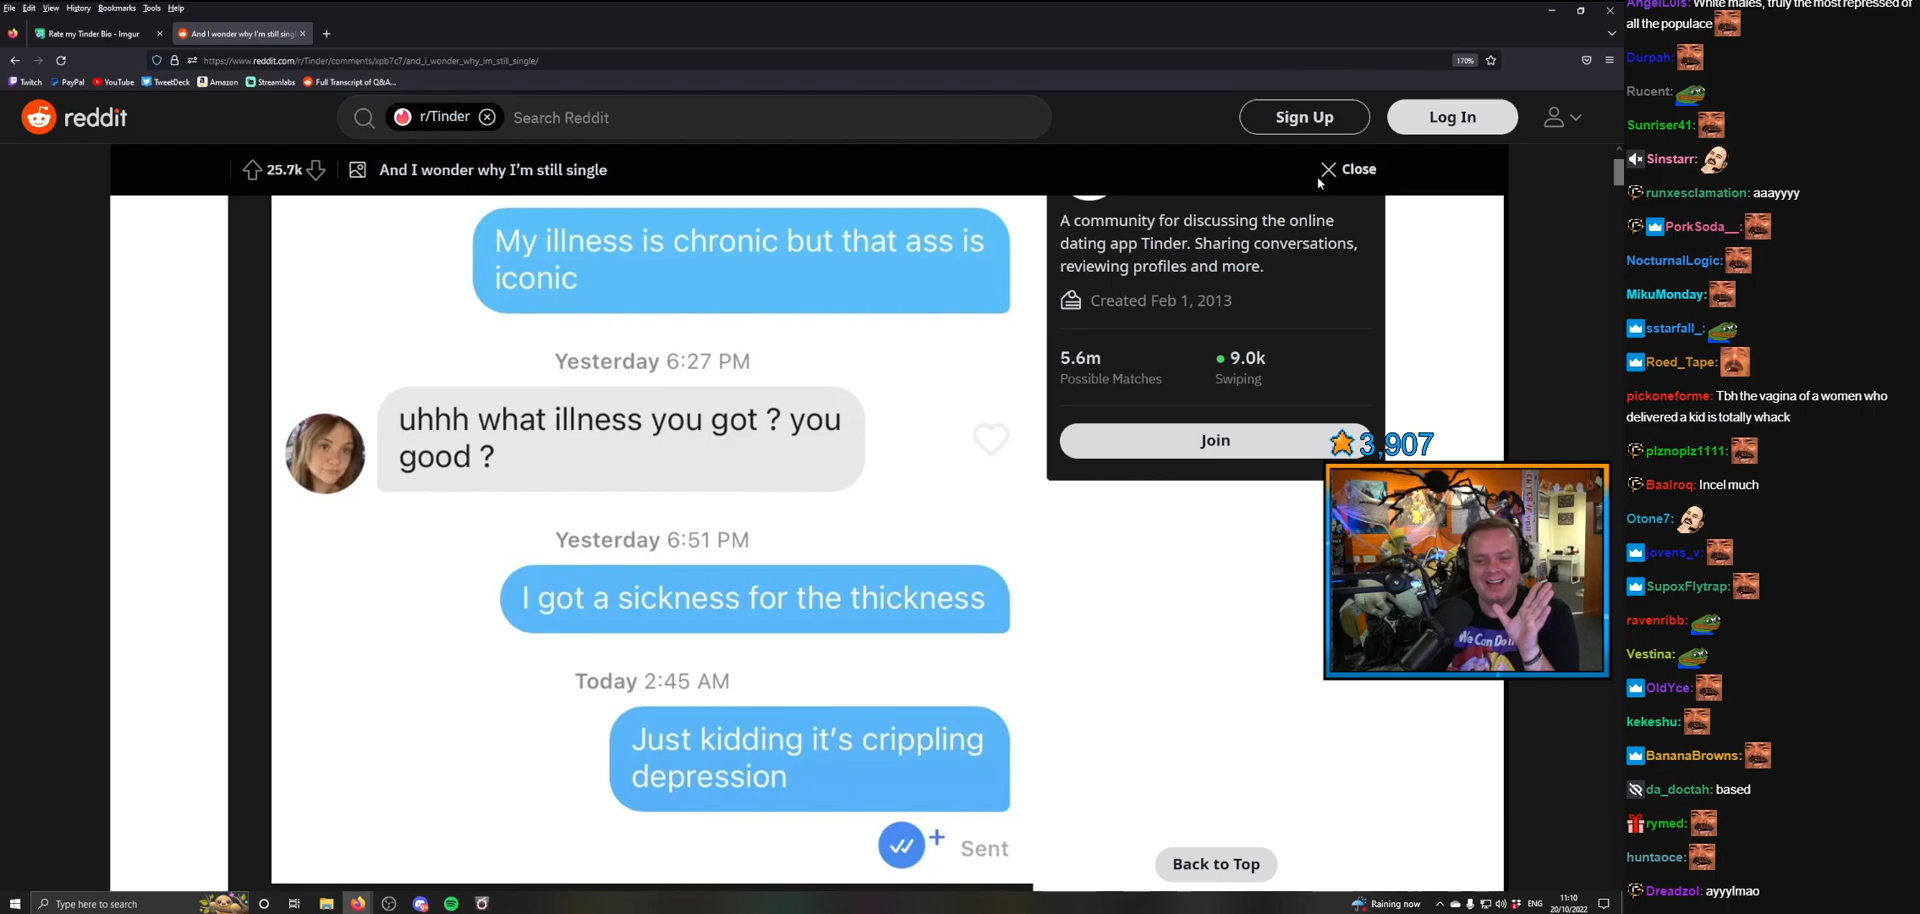 File Edit View History Bookmarks Tools Help
Rate my Tinder Bio - Imgur
And I wonder why I'm still singl
https://www.reddit.com/r/Tinder/comments/xpb7c7/and_i_wonder_why_im_still_single/
170%
Twitch PayPal YouTube TweetDeck Amazon Streamlabs Full Transcript of Q&A...
reddit
r/Tinder
Search Reddit
Sign Up
Log In
25.7k
And I wonder why I'm still single
Close
My illness is chronic but that ass is
iconic
Yesterday 6:27 PM
uhhh what illness you got ? you
good ?
Yesterday 6:51 PM
I got a sickness for the thickness
Today 2:45 AM
Just kidding it's crippling
depression
Sent
A community for discussing the online
dating app Tinder. Sharing conversations,
reviewing profiles and more.
Created Feb 1, 2013
5.6m
Possible Matches
9.0k
Swiping
Join
3,907
We Can Do It
Back to Top
AngelLuis: White males, truly the most repressed of
all the populace
Durpah:
Rucent:
Sunriser41:
Sinstarr:
runxesclamation: aaayyyy
PorkSoda__:
NocturnalLogic:
MikuMonday:
sstarfall_:
Roed_Tape:
pickoneforme: Tbh the vagina of a women who
delivered a kid is totally whack
plznoplz1111:
Baalroq: Incel much
Otone7:
jovens_v:
SupoxFlytrap:
ravenribb:
Vestina:
OldYce:
kekeshu:
BananaBrowns:
da_doctah: based
rymed:
huntaoce:
Dreadzol: ayyylmao
Type here to search
Raining now
ENG
11:10
20/10/2022